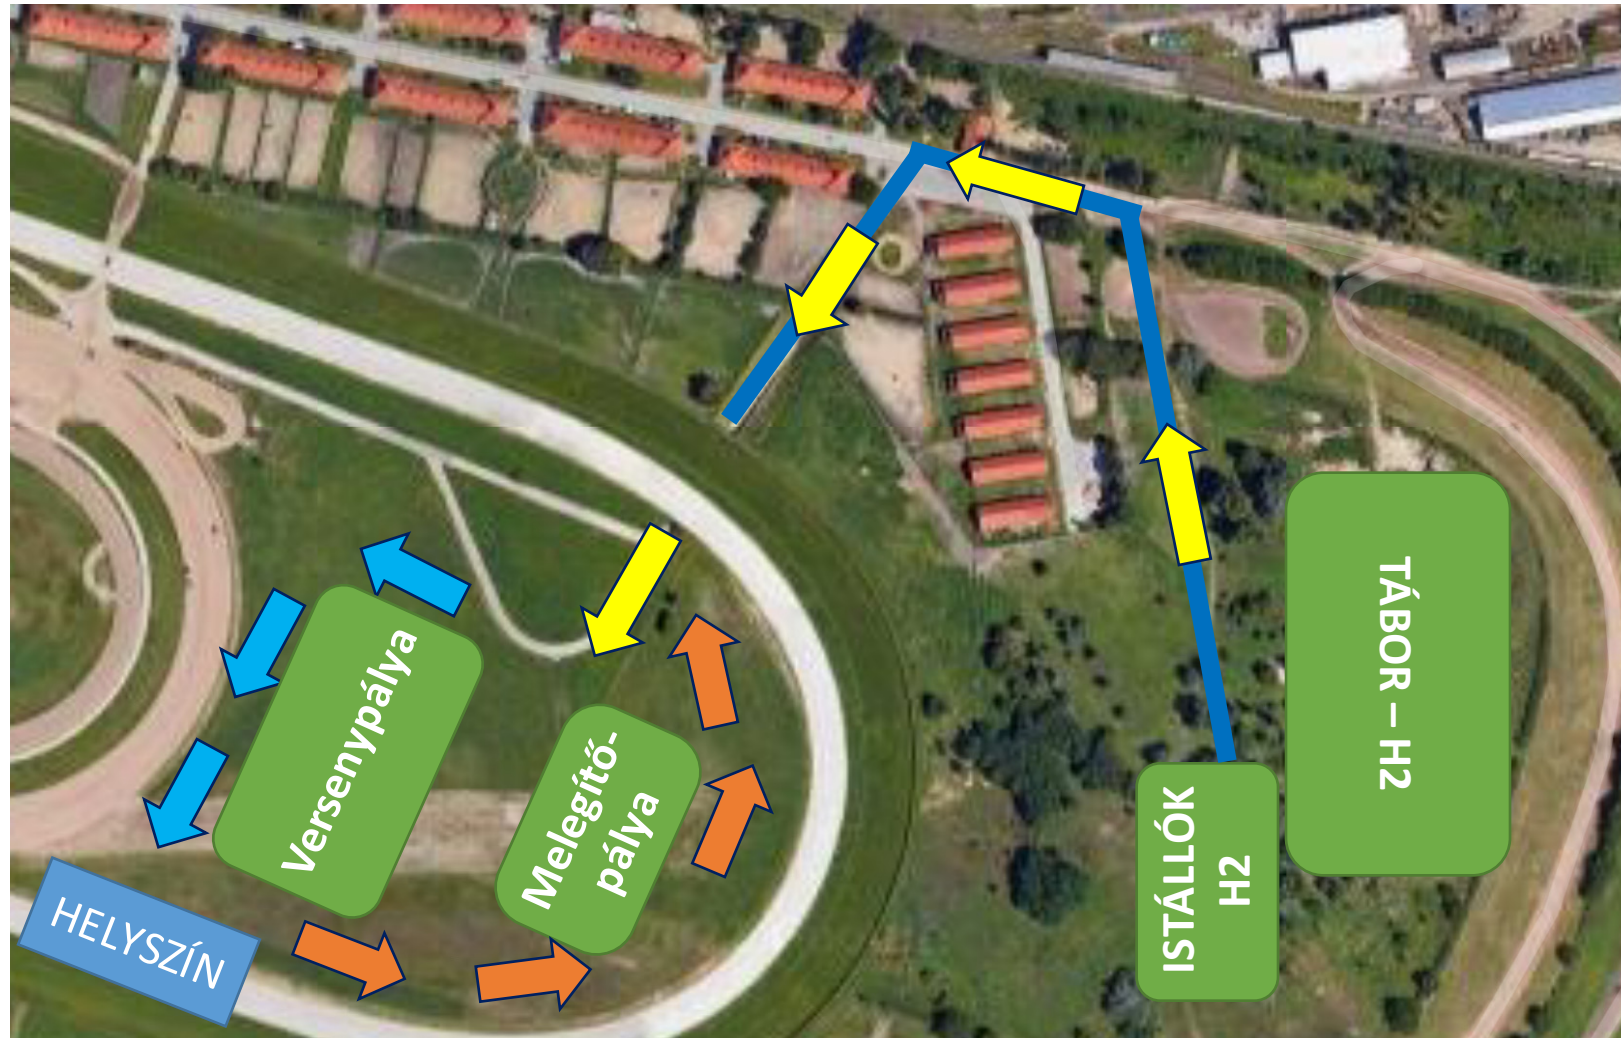 HELYSZÍN
Versenypálya
Melegítő-
pálya
ISTÁLLÓK
H2
TÁBOR – H2